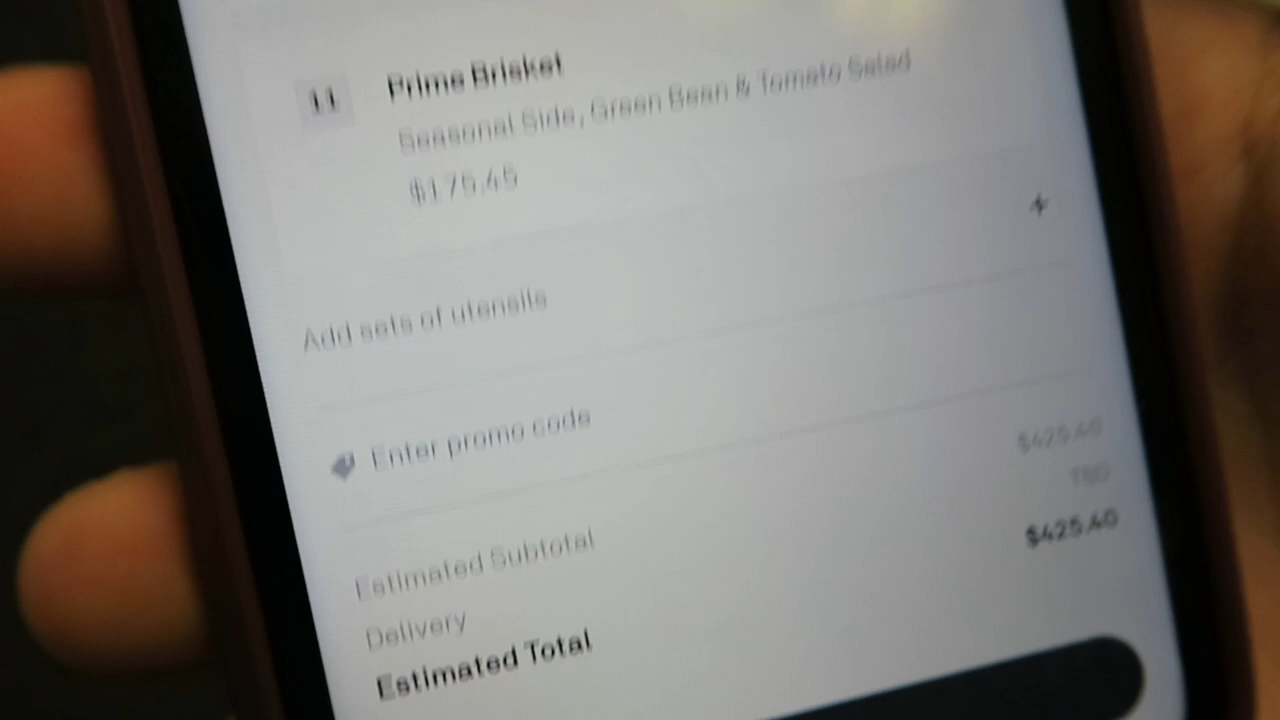 11 Prime Brisket
Seasonal Side, Green Bean & Tomato Salad
$175.45
Add sets of utensils
Enter promo code
Estimated Subtotal $425.40
Delivery TBD
Estimated Total $425.40